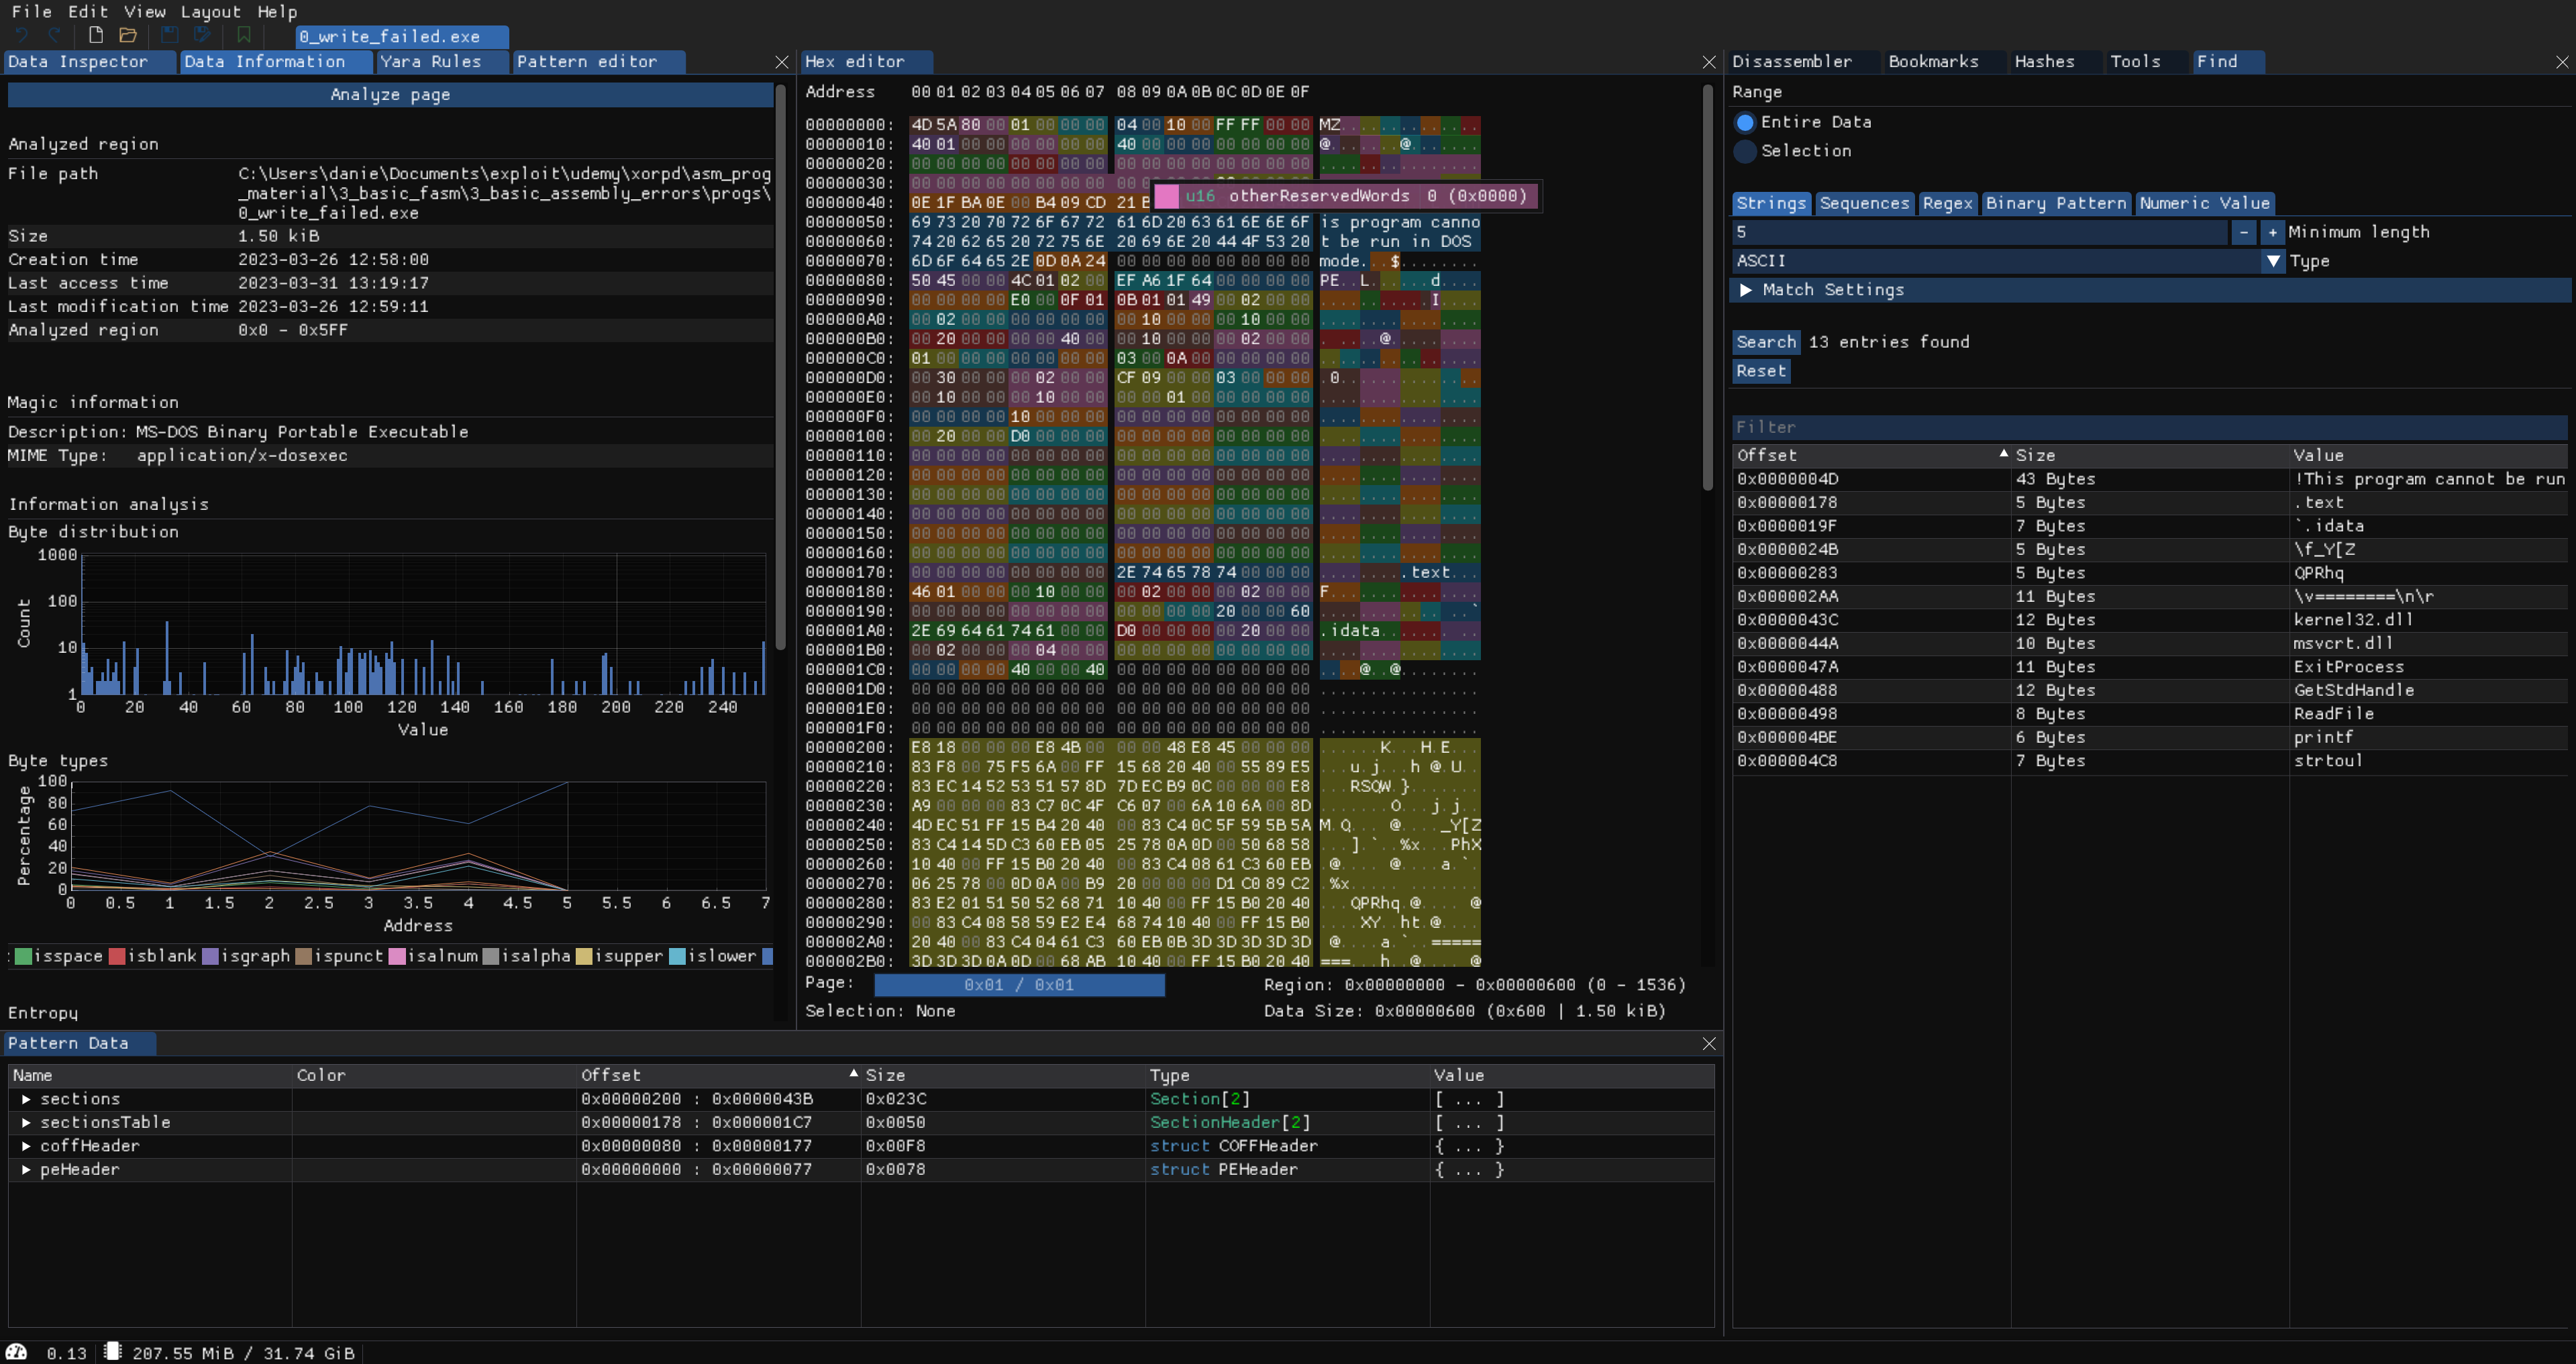 File Edit View Layout Help
0_write_failed.exe
Data Inspector Data Information Yara Rules Pattern editor
Analyze page
Analyzed region
File path C:\Users\danie\Documents\exploit\udemy\xorpd\asm_prog
_material\3_basic_fasm\3_basic_assembly_errors\progs\
0_write_failed.exe
Size 1.50 kiB
Creation time 2023-03-26 12:58:00
Last access time 2023-03-31 13:19:17
Last modification time 2023-03-26 12:59:11
Analyzed region 0x0 - 0x5FF
Magic information
Description: MS-DOS Binary Portable Executable
MIME Type: application/x-dosexec
Information analysis
Byte distribution
1000
100
10
1
Count
0 20 40 60 80 100 120 140 160 180 200 220 240
Value
Byte types
100
80
60
40
20
0
Percentage
0 0.5 1 1.5 2 2.5 3 3.5 4 4.5 5 5.5 6 6.5 7
Address
isspace isblank isgraph ispunct isalnum isalpha isupper islower
Entropy
Hex editor
Address 00 01 02 03 04 05 06 07 08 09 0A 0B 0C 0D 0E 0F
00000000: 4D 5A 80 00 01 00 00 00 04 00 10 00 FF FF 00 00 MZ..............
00000010: 40 01 00 00 00 00 00 00 40 00 00 00 00 00 00 00 @.......@.......
00000020: 00 00 00 00 00 00 00 00 00 00 00 00 00 00 00 00 ................
00000030: 00 00 00 00 00 00 00 00
u16 otherReservedWords 0 (0x0000)
00000040: 0E 1F BA 0E 00 B4 09 CD
00000050: 69 73 20 70 72 6F 67 72 61 6D 20 63 61 6E 6E 6F is program canno
00000060: 74 20 62 65 20 72 75 6E 20 69 6E 20 44 4F 53 20 t be run in DOS
00000070: 6D 6F 64 65 2E 0D 0A 24 00 00 00 00 00 00 00 00 mode...$........
00000080: 50 45 00 00 4C 01 02 00 EF A6 1F 64 00 00 00 00 PE..L......d....
00000090: 00 00 00 00 E0 00 0F 01 0B 01 01 49 00 02 00 00 ...........I....
000000A0: 00 02 00 00 00 00 00 00 00 10 00 00 00 10 00 00 ................
000000B0: 00 20 00 00 00 00 40 00 00 10 00 00 00 02 00 00 . ....@.........
000000C0: 01 00 00 00 00 00 00 00 03 00 0A 00 00 00 00 00 ................
000000D0: 00 30 00 00 00 02 00 00 CF 09 00 00 03 00 00 00 .0..............
000000E0: 00 10 00 00 00 10 00 00 00 00 01 00 00 00 00 00 ................
000000F0: 00 00 00 00 10 00 00 00 00 00 00 00 00 00 00 00 ................
00000100: 00 20 00 00 D0 00 00 00 00 00 00 00 00 00 00 00 . ..............
00000110: 00 00 00 00 00 00 00 00 00 00 00 00 00 00 00 00 ................
00000120: 00 00 00 00 00 00 00 00 00 00 00 00 00 00 00 00 ................
00000130: 00 00 00 00 00 00 00 00 00 00 00 00 00 00 00 00 ................
00000140: 00 00 00 00 00 00 00 00 00 00 00 00 00 00 00 00 ................
00000150: 00 00 00 00 00 00 00 00 00 00 00 00 00 00 00 00 ................
00000160: 00 00 00 00 00 00 00 00 00 00 00 00 00 00 00 00 ................
00000170: 00 00 00 00 00 00 00 00 2E 74 65 78 74 00 00 00 .........text...
00000180: 46 01 00 00 00 10 00 00 00 02 00 00 00 02 00 00 F...............
00000190: 00 00 00 00 00 00 00 00 00 00 00 00 20 00 00 60 ............ ..`
000001A0: 2E 69 64 61 74 61 00 00 D0 00 00 00 00 20 00 00 .idata....... ..
000001B0: 00 02 00 00 00 04 00 00 00 00 00 00 00 00 00 00 ................
000001C0: 00 00 00 00 40 00 00 40 00 00 00 00 00 00 00 00 ....@..@........
000001D0: 00 00 00 00 00 00 00 00 00 00 00 00 00 00 00 00 ................
000001E0: 00 00 00 00 00 00 00 00 00 00 00 00 00 00 00 00 ................
000001F0: 00 00 00 00 00 00 00 00 00 00 00 00 00 00 00 00 ................
00000200: E8 18 00 00 00 E8 4B 00 00 00 48 E8 45 00 00 00 ......K...H.E...
00000210: 83 F8 00 75 F5 6A 00 FF 15 68 20 40 00 55 89 E5 ...u.j...h @.U..
00000220: 83 EC 14 52 53 51 57 8D 7D EC B9 0C 00 00 00 E8 ...RSQW.}.......
00000230: A9 00 00 00 83 C7 0C 4F C6 07 00 6A 10 6A 00 8D .......O...j.j..
00000240: 4D EC 51 FF 15 B4 20 40 00 83 C4 0C 5F 59 5B 5A M.Q... @...._Y[Z
00000250: 83 C4 14 5D C3 60 EB 05 25 78 0A 0D 00 50 68 58 ...].`..%x...PhX
00000260: 10 40 00 FF 15 B0 20 40 00 83 C4 08 61 C3 60 EB .@.... @....a.`.
00000270: 06 25 78 00 0D 0A 00 B9 20 00 00 00 D1 C0 89 C2 .%x..... .......
00000280: 83 E2 01 51 50 52 68 71 10 40 00 FF 15 B0 20 40 ...QPRhq.@.... @
00000290: 00 83 C4 08 58 59 E2 E4 68 74 10 40 00 FF 15 B0 ....XY..ht.@....
000002A0: 20 40 00 83 C4 04 61 C3 60 EB 0B 3D 3D 3D 3D 3D @....a.`..=====
000002B0: 3D 3D 3D 0A 0D 00 68 AB 10 40 00 FF 15 B0 20 40 ===...h..@.... @
Page: 0x01 / 0x01 Region: 0x00000000 - 0x00000600 (0 - 1536)
Selection: None Data Size: 0x00000600 (0x600 | 1.50 kiB)
Disassembler Bookmarks Hashes Tools Find
Range
Entire Data
Selection
Strings Sequences Regex Binary Pattern Numeric Value
5 - + Minimum length
ASCII Type
Match Settings
Search 13 entries found
Reset
Filter
Offset Size Value
0x0000004D 43 Bytes !This program cannot be run
0x00000178 5 Bytes .text
0x0000019F 7 Bytes `.idata
0x0000024B 5 Bytes \f_Y[Z
0x00000283 5 Bytes QPRhq
0x000002AA 11 Bytes \v========\n\r
0x0000043C 12 Bytes kernel32.dll
0x0000044A 10 Bytes msvcrt.dll
0x0000047A 11 Bytes ExitProcess
0x00000488 12 Bytes GetStdHandle
0x00000498 8 Bytes ReadFile
0x000004BE 6 Bytes printf
0x000004C8 7 Bytes strtoul
Pattern Data
Name Color Offset Size Type Value
sections 0x00000200 : 0x0000043B 0x023C Section[2] [ ... ]
sectionsTable 0x00000178 : 0x000001C7 0x0050 SectionHeader[2] [ ... ]
coffHeader 0x00000080 : 0x00000177 0x00F8 struct COFFHeader { ... }
peHeader 0x00000000 : 0x00000077 0x0078 struct PEHeader { ... }
0.13 207.55 MiB / 31.74 GiB